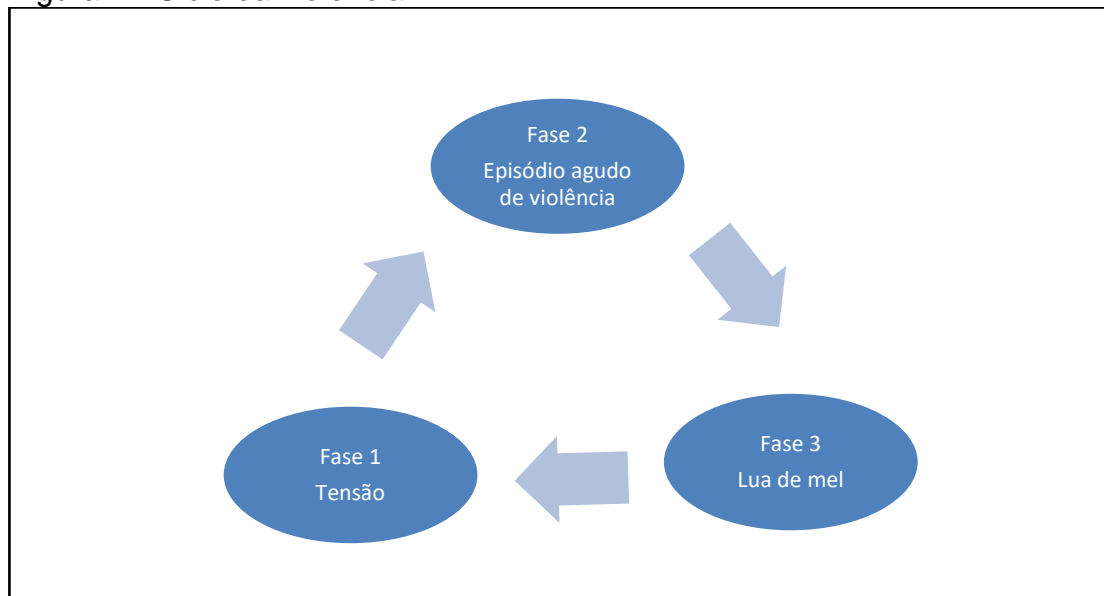 Fase 2
Episódio agudo
de violência
Fase 1
Tensão
Fase 3
Lua de mel